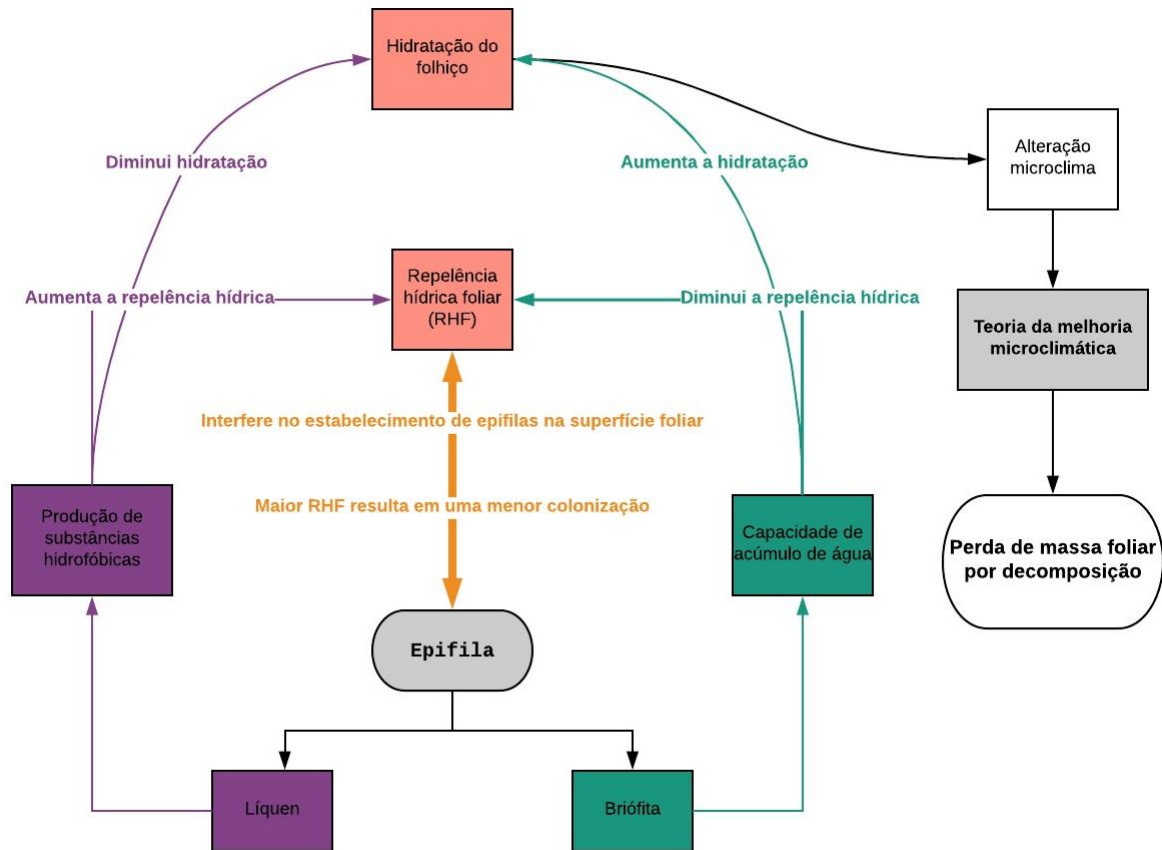 Hidratação do
folhiço
Diminui hidratação
Aumenta a hidratação
Alteração
microclima
Repelência
hídrica foliar
(RHF)
Aumenta a repelência hídrica
Diminui a repelência hídrica
Teoria da melhoria
microclimática
Interfere no estabelecimento de epifilas na superfície foliar
Maior RHF resulta em uma menor colonização
Produção de
substâncias
hidrofóbicas
Capacidade de
acúmulo de água
Perda de massa foliar
por decomposição
Epifila
Líquen
Briófita